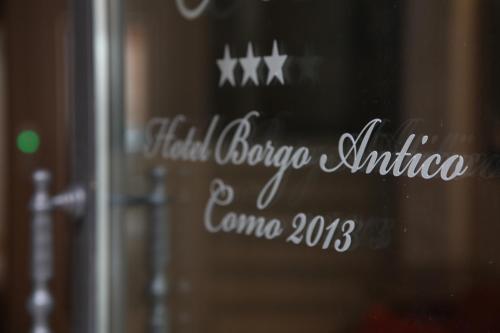 Hotel Borgo Antico
Como 2013